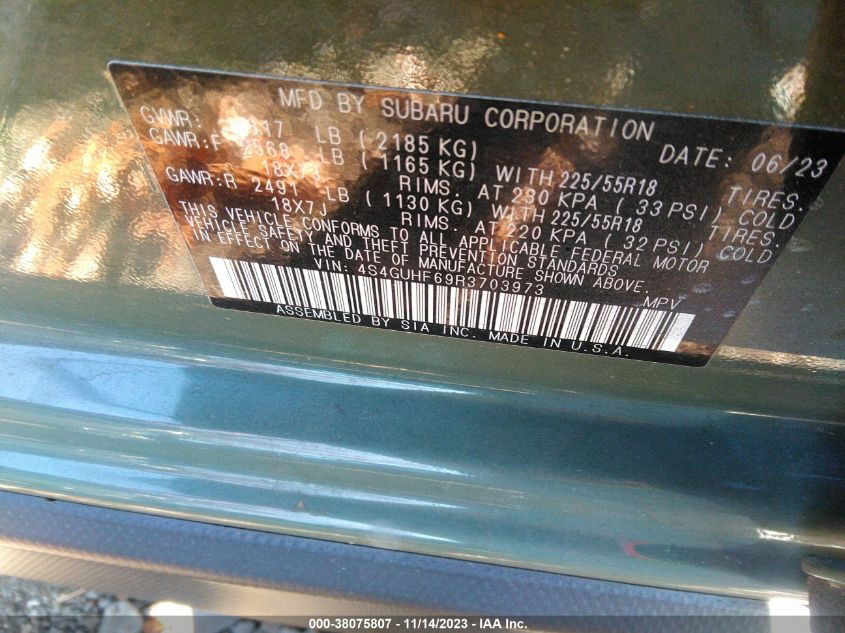 MFD BY SUBARU CORPORATION DATE: 06/23
GVWR: LB (2185 KG)
GAWR:F 2568 LB (1165 KG) WITH 225/55R18 TIRES.
18X7J RIMS. AT 230 KPA (33 PSI) COLD
GAWR:R 2491 LB (1130 KG) WITH 225/55R18 TIRES.
18X7J RIMS. AT 220 KPA (32 PSI) COLD
THIS VEHICLE CONFORMS TO ALL APPLICABLE FEDERAL MOTOR
VEHICLE SAFETY AND THEFT PREVENTION STANDARDS
IN EFFECT ON THE DATE OF MANUFACTURE SHOWN ABOVE.
VIN: 4S4GUHF69R3703973 MPV
ASSEMBLED BY SIA INC. MADE IN U.S.A.
000-38075807 - 11/14/2023 - IAA Inc.